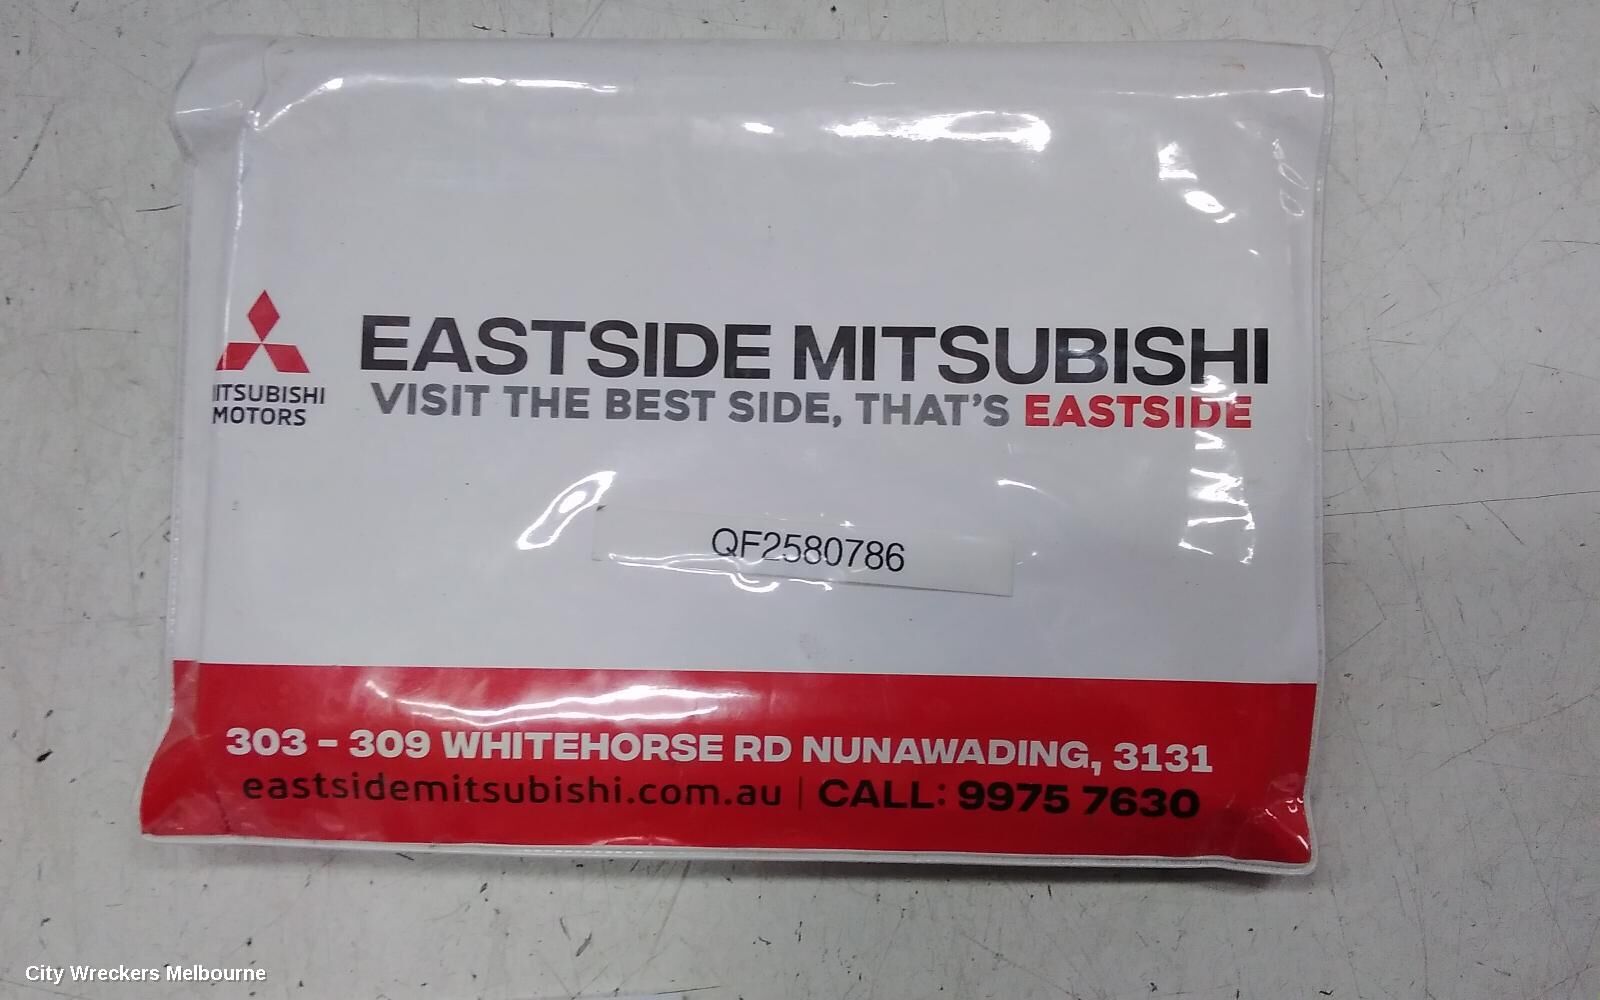 EASTSIDE MITSUBISHI
VISIT THE BEST SIDE, THAT'S EASTSIDE
ITSUBISHI
MOTORS
QF2580786
303 - 309 WHITEHORSE RD NUNAWADING, 3131
eastsidemitsubishi.com.au | CALL: 9975 7630
City Wreckers Melbourne